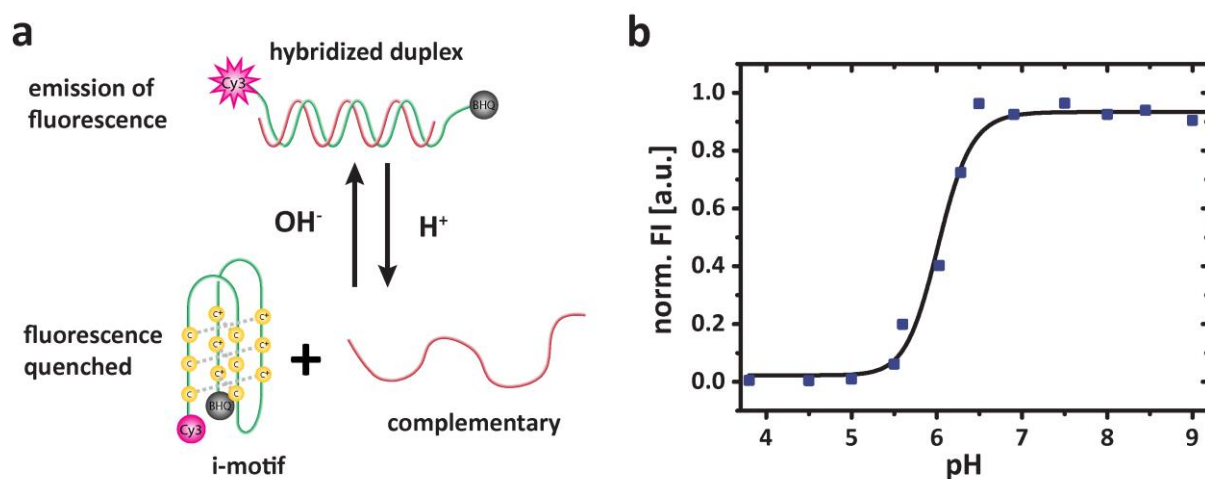 a
hybridized duplex
emission of
fluorescence
Cy3
BHQ
OH⁻
H⁺
fluorescence
quenched
C C⁺ C C⁺
C C⁺ C C⁺
C C⁺ C C⁺
BHQ
Cy3
+
complementary
i-motif
b
norm. FI [a.u.]
1.0
0.8
0.6
0.4
0.2
0.0
4 5 6 7 8 9
pH